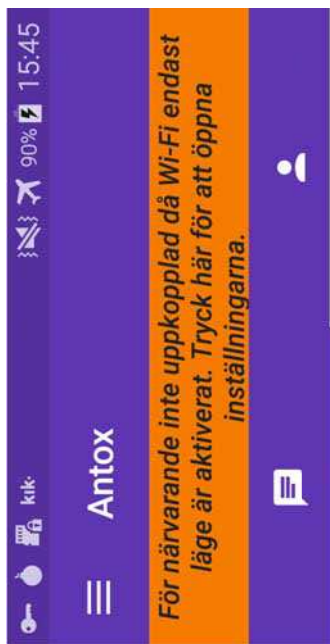 kik· 90% 15:45
Antox
För närvarande inte uppkopplad då Wi-Fi endast
läge är aktiverat. Tryck här för att öppna
inställningarna.